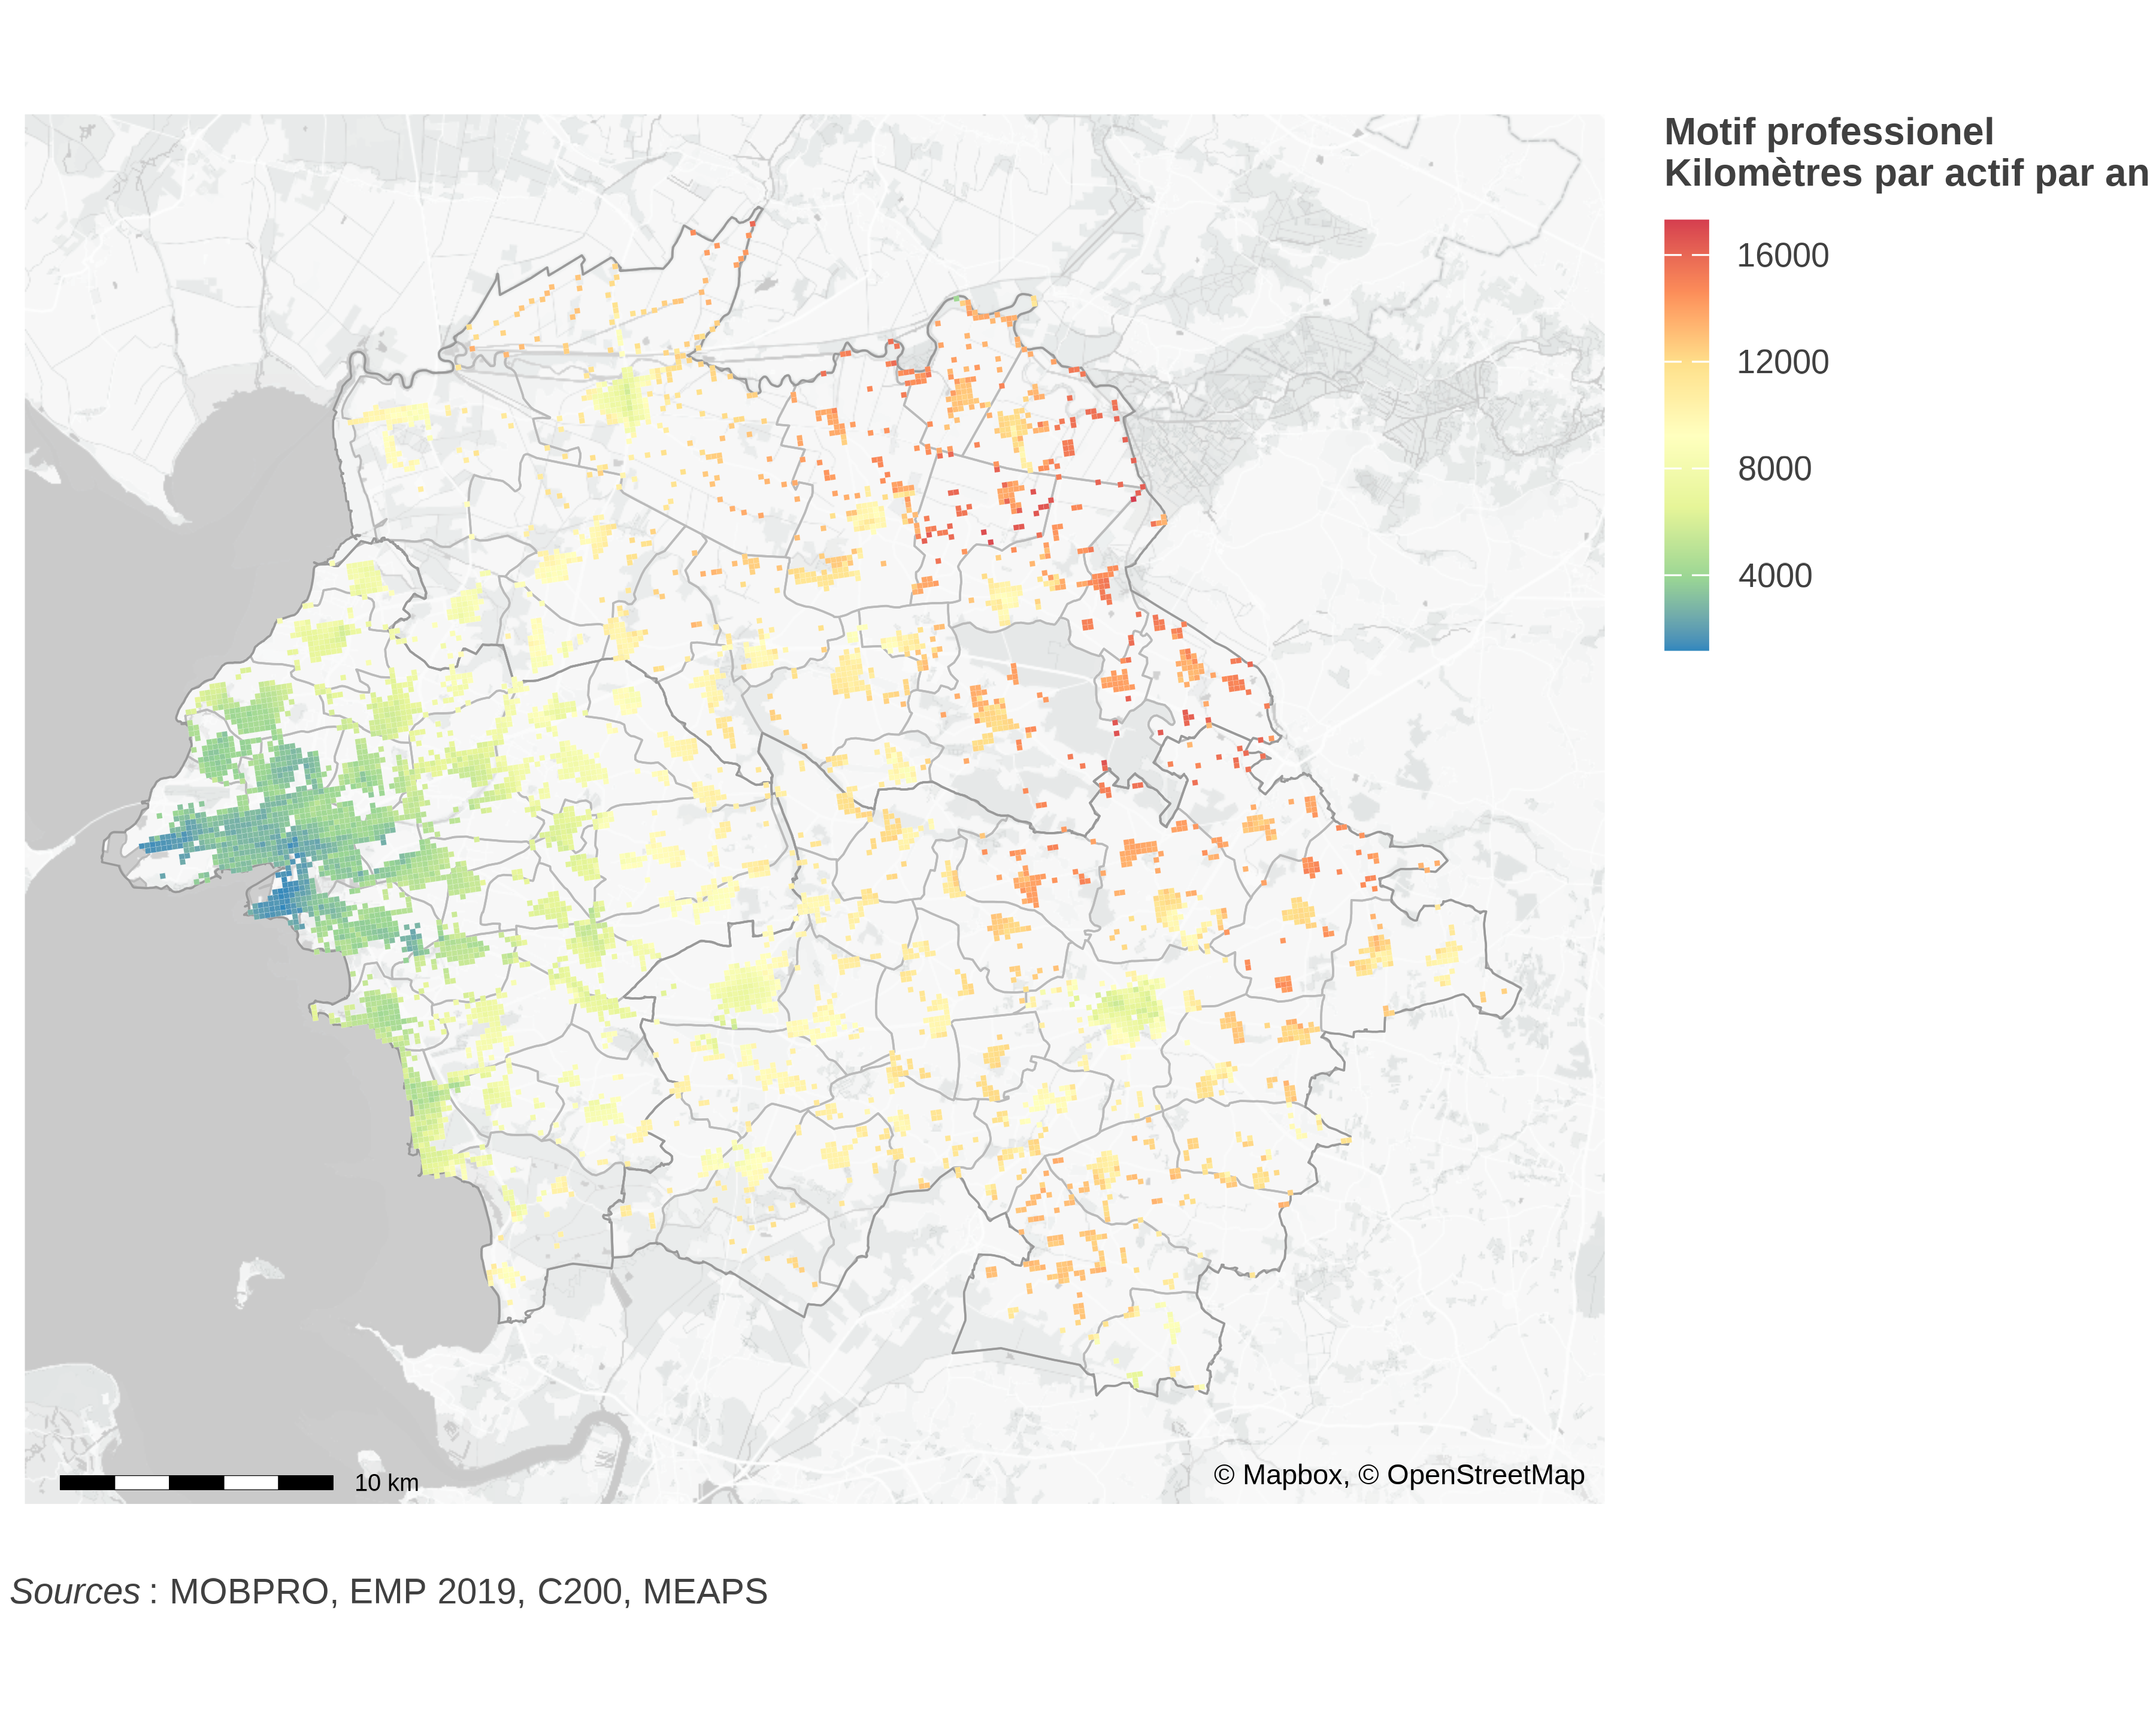 Motif professionel
Kilomètres par actif par an
16000
12000
8000
4000
10 km
© Mapbox, © OpenStreetMap
Sources : MOBPRO, EMP 2019, C200, MEAPS